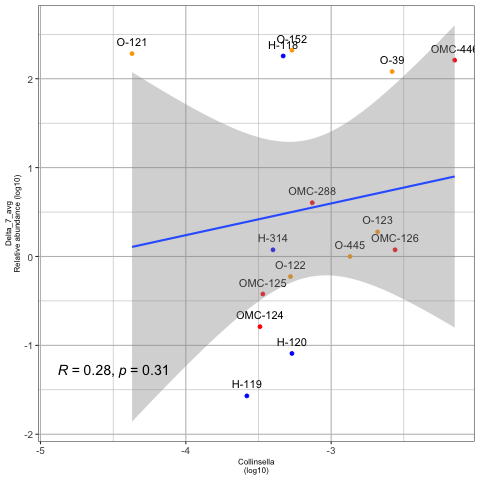 O-121
O-152
H-118
OMC-446
O-39
2
1
OMC-288
O-123
H-314
OMC-126
O-445
0
O-122
OMC-125
OMC-124
H-120
-1
R = 0.28, p = 0.31
H-119
-2
-5
-4
-3
Delta_7_avg
Relative abundance (log10)
Collinsella
(log10)